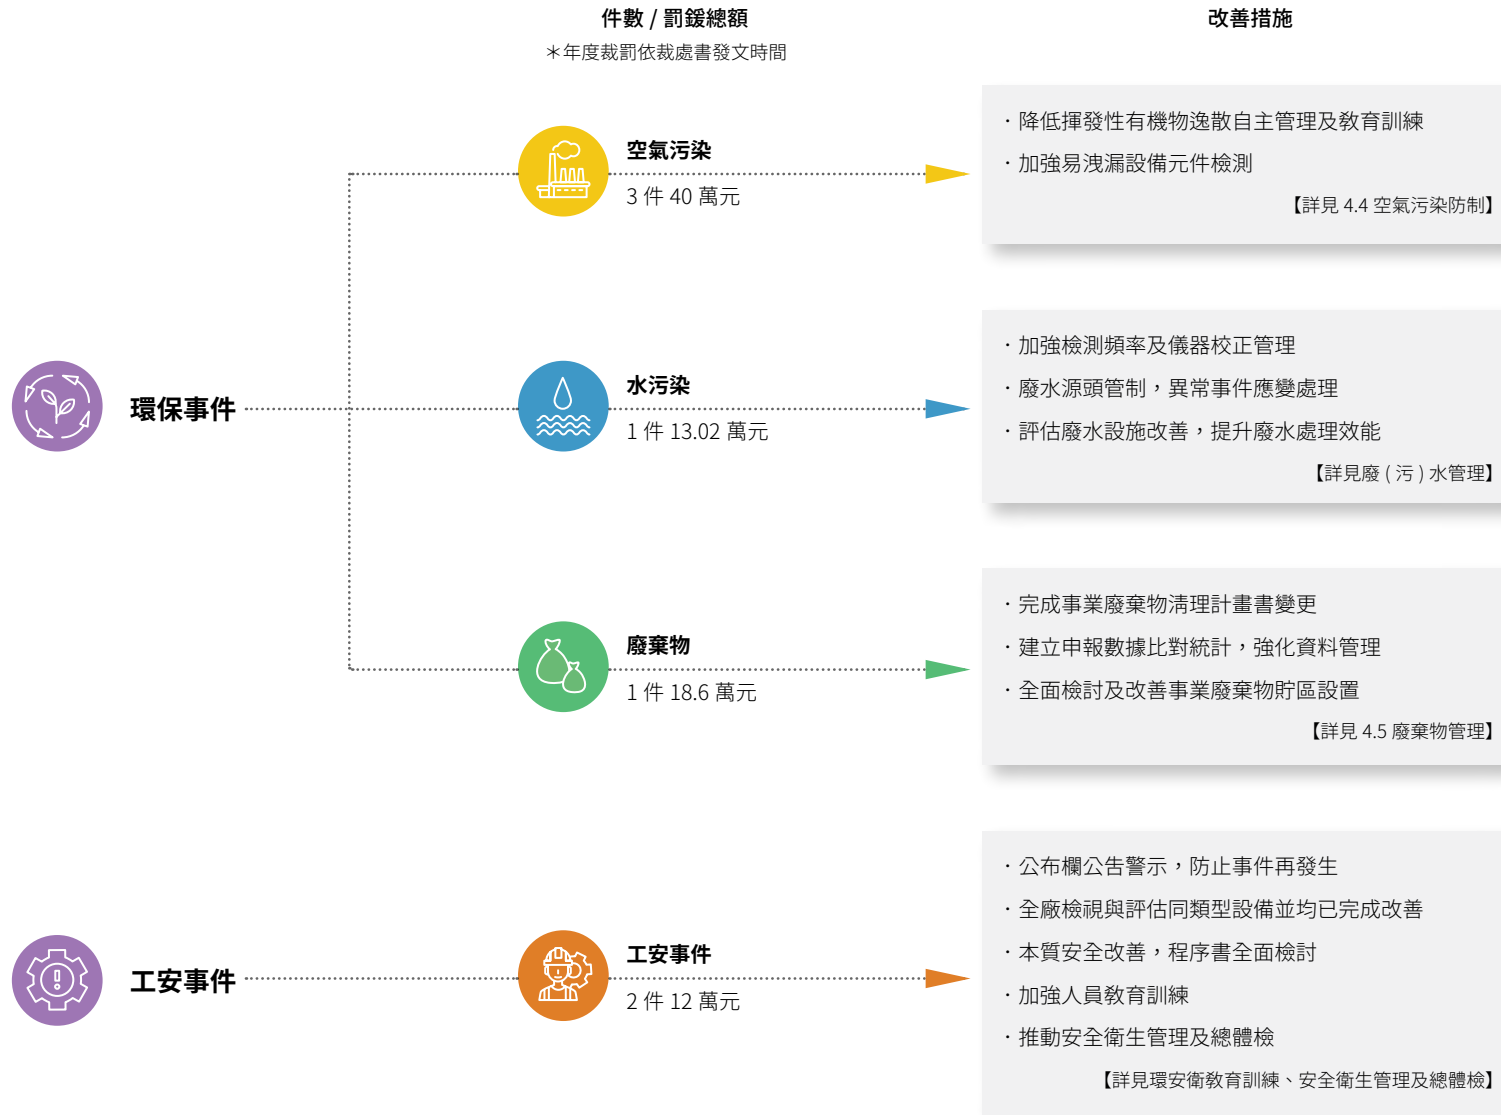 件數 / 罰鍰總額
改善措施
＊年度裁罰依裁處書發文時間
環保事件
空氣污染
3 件 40 萬元
．降低揮發性有機物逸散自主管理及教育訓練
．加強易洩漏設備元件檢測
【詳見 4.4 空氣污染防制】
水污染
1 件 13.02 萬元
．加強檢測頻率及儀器校正管理
．廢水源頭管制，異常事件應變處理
．評估廢水設施改善，提升廢水處理效能
【詳見廢 ( 污 ) 水管理】
廢棄物
1 件 18.6 萬元
．完成事業廢棄物清理計畫書變更
．建立申報數據比對統計，強化資料管理
．全面檢討及改善事業廢棄物貯區設置
【詳見 4.5 廢棄物管理】
工安事件
工安事件
2 件 12 萬元
．公布欄公告警示，防止事件再發生
．全廠檢視與評估同類型設備並均已完成改善
．本質安全改善，程序書全面檢討
．加強人員教育訓練
．推動安全衛生管理及總體檢
【詳見環安衛教育訓練、安全衛生管理及總體檢】